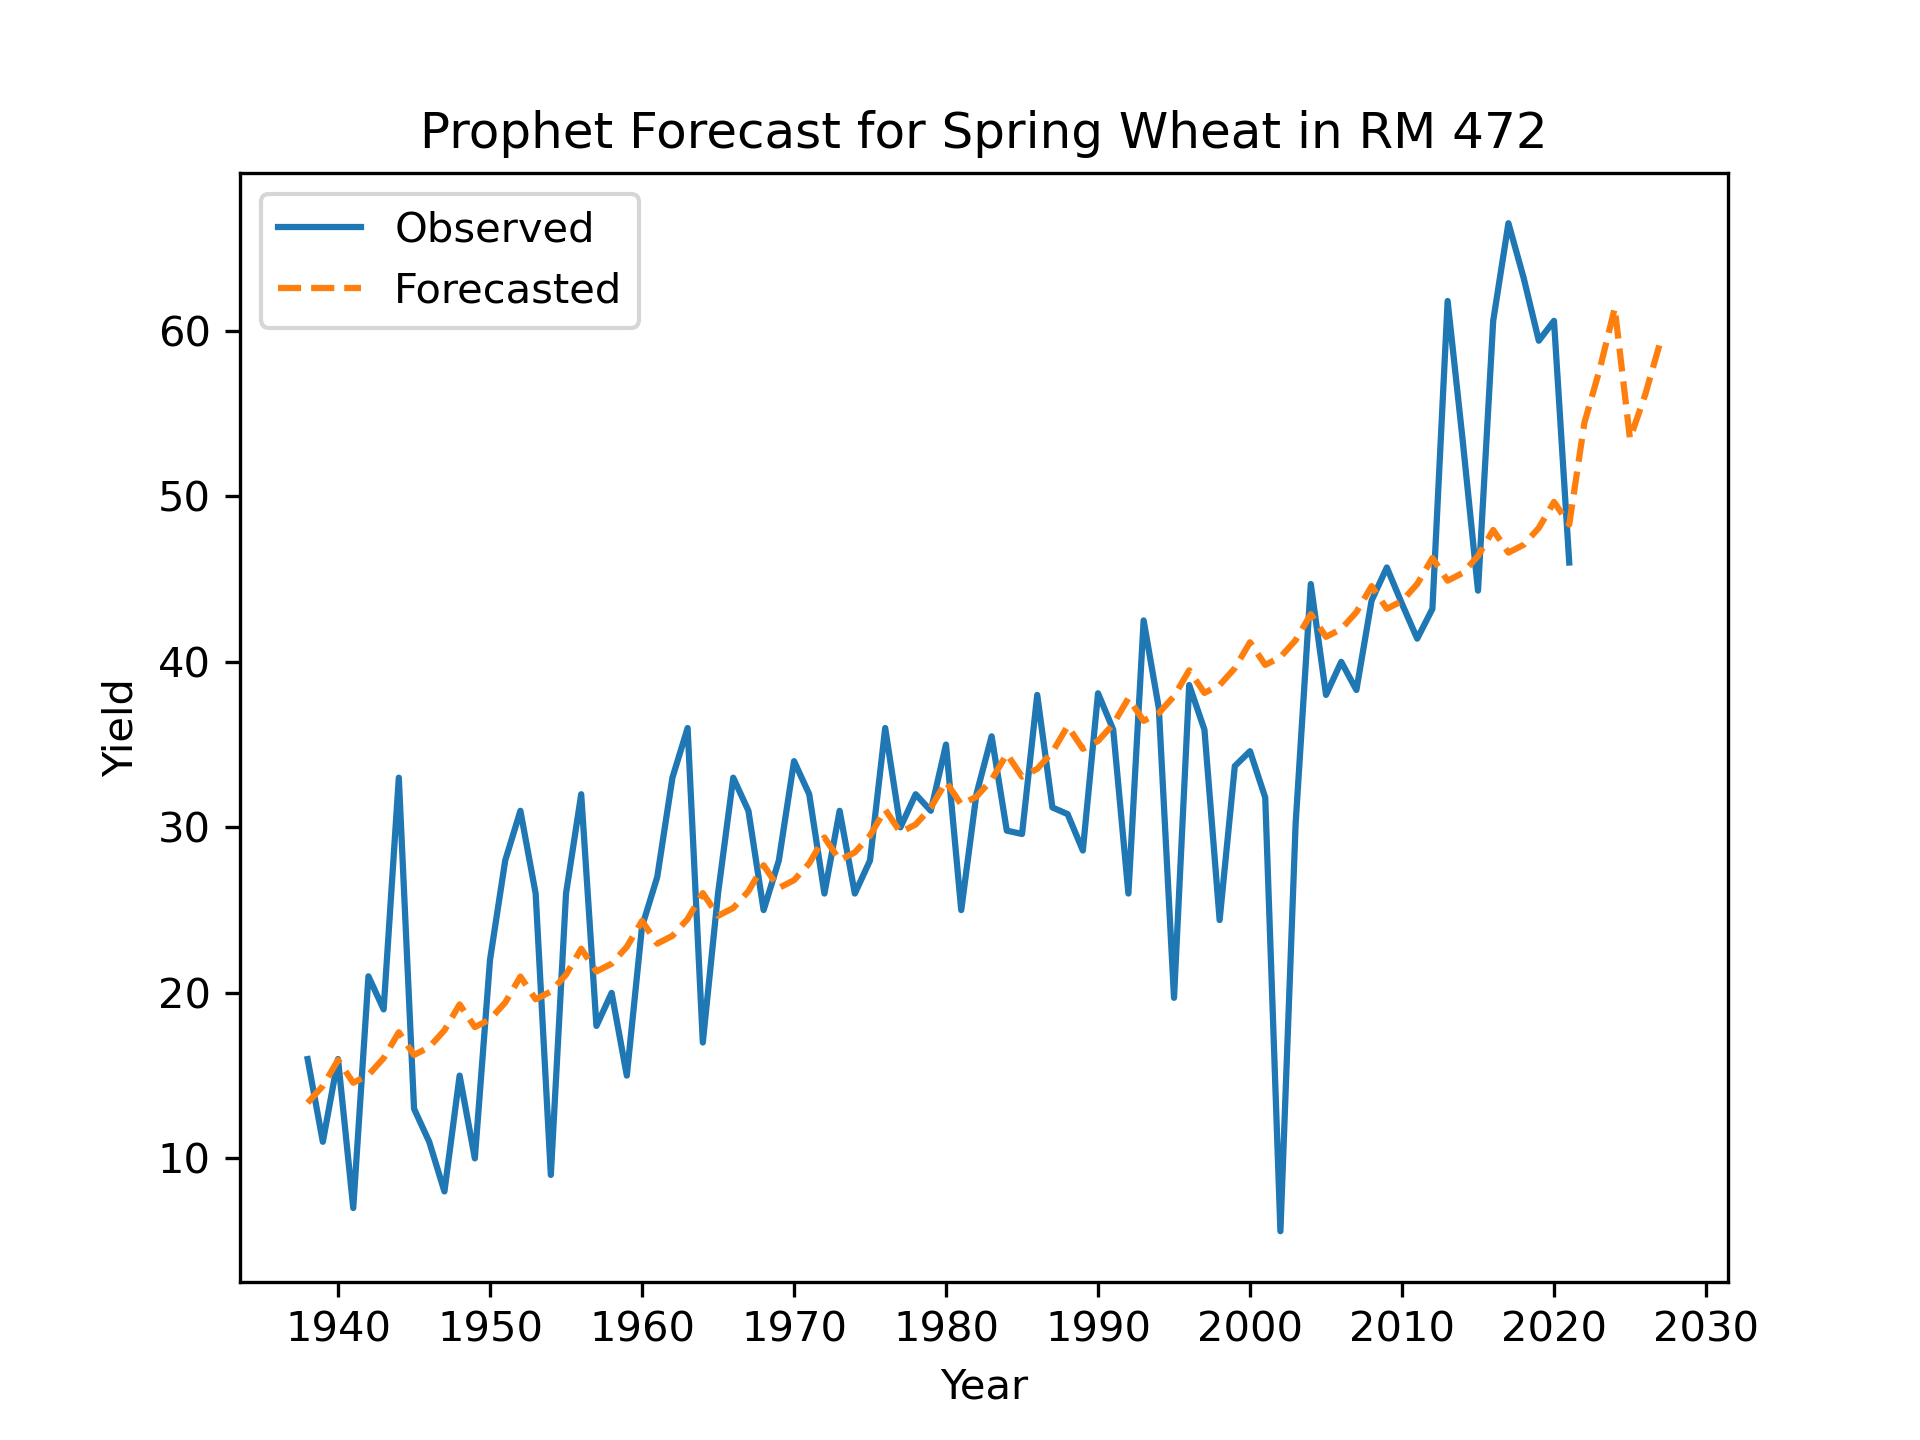 Prophet Forecast for Spring Wheat in RM 472
Observed
Forecasted
60
50
40
30
20
10
Yield
1940 1950 1960 1970 1980 1990 2000 2010 2020 2030
Year